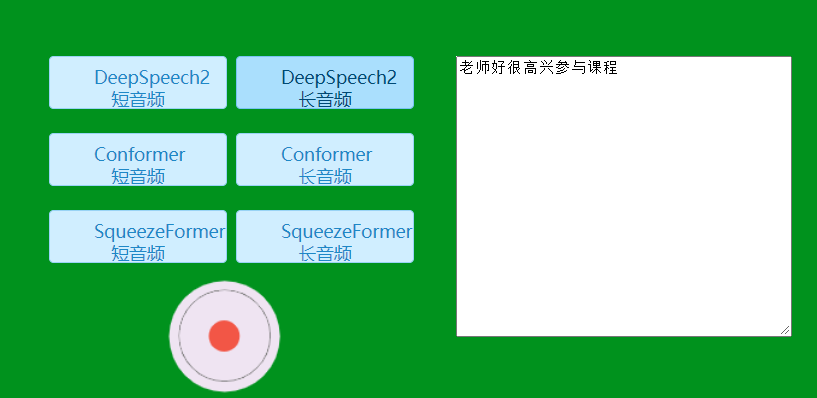 DeepSpeech2
短音频
DeepSpeech2
长音频
Conformer
短音频
Conformer
长音频
SqueezeFormer
短音频
SqueezeFormer
长音频
老师好很高兴参与课程